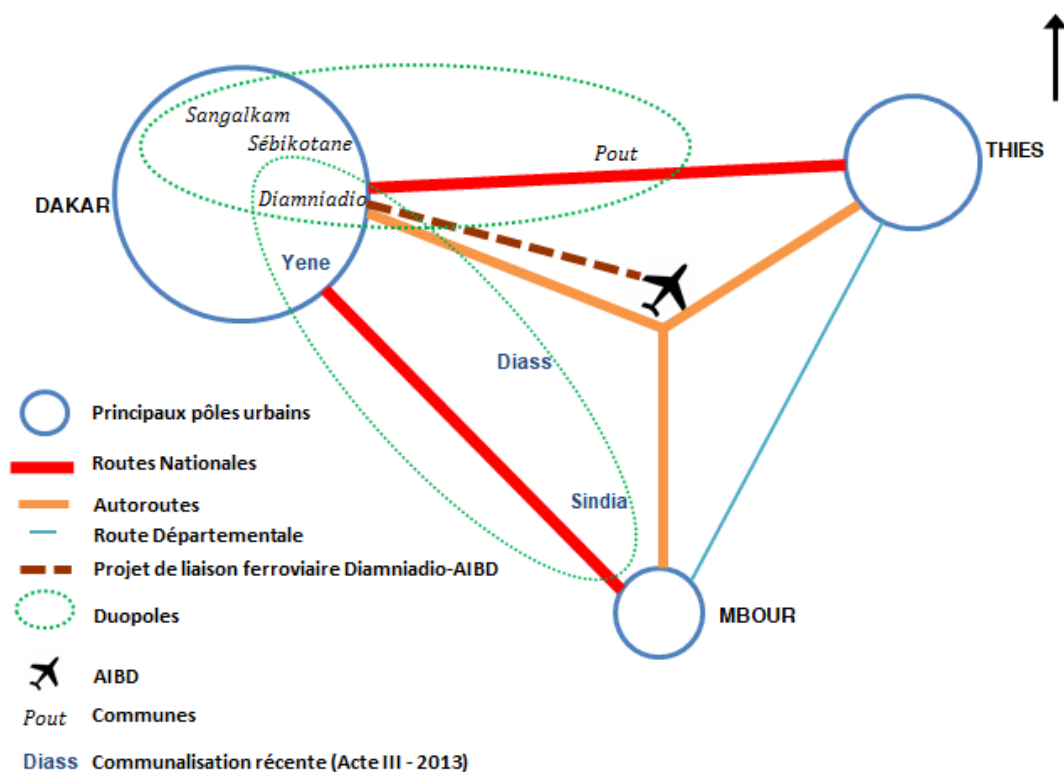 Sangalkam
Sébikotane
Pout
THIES
DAKAR
Diamniadio
Yene
Diass
Sindia
MBOUR
Principaux pôles urbains
Routes Nationales
Autoroutes
Route Départementale
Projet de liaison ferroviaire Diamniadio-AIBD
Duopoles
AIBD
Pout Communes
Diass Communalisation récente (Acte III - 2013)